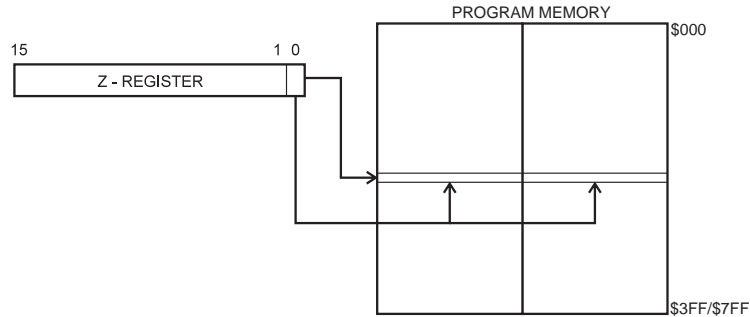 PROGRAM MEMORY
$000
15 1 0
Z - REGISTER
$3FF/$7FF